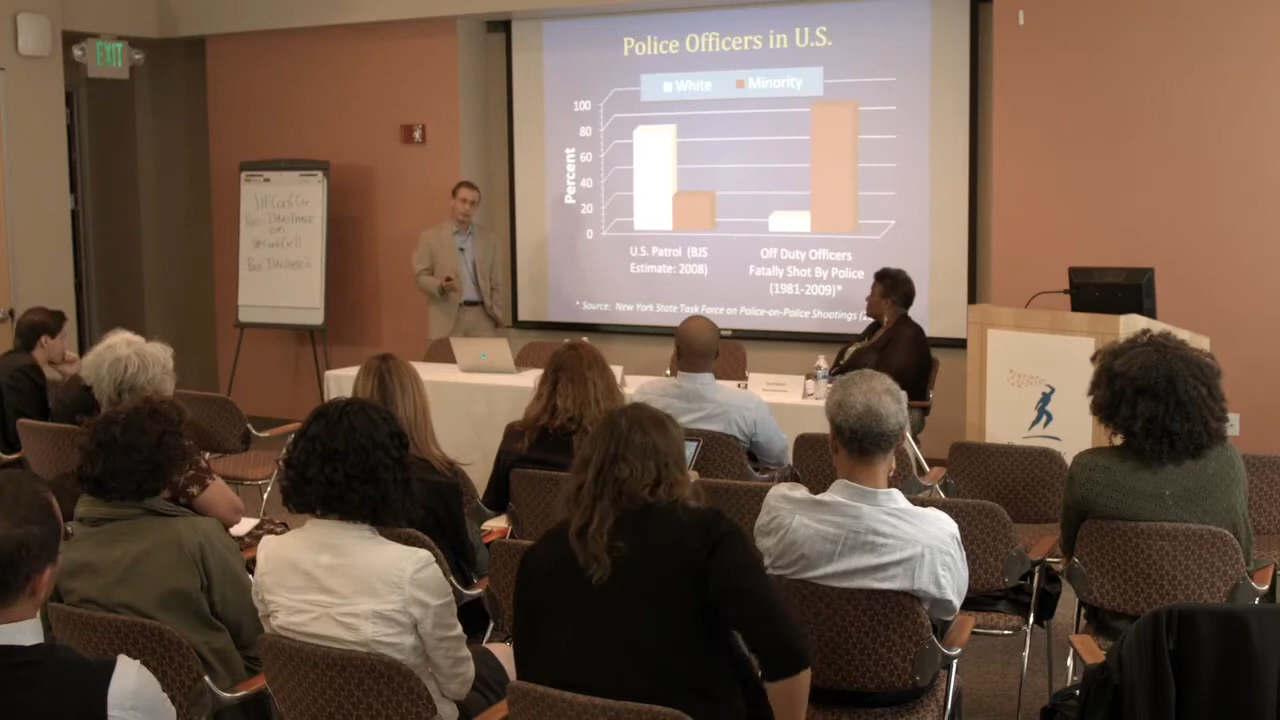 EXIT
Police Officers in U.S.
White Minority
Percent
100
80
60
40
20
0
U.S. Patrol (BJS
Estimate: 2008)
Off Duty Officers
Fatally Shot By Police
(1981-2009)*
* Source: New York State Task Force on Police-on-Police Shootings